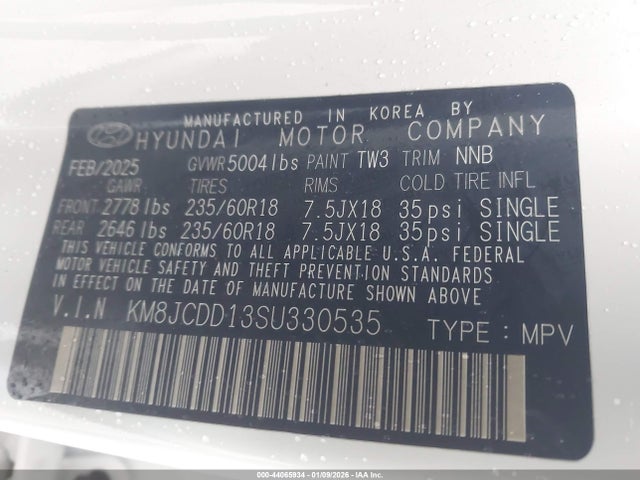 MANUFACTURED IN KOREA BY
HYUNDAI MOTOR COMPANY
FEB/2025 GVWR 5004 lbs PAINT TW3 TRIM NNB
GAWR TIRES RIMS COLD TIRE INFL
FRONT 2778 lbs 235/60R18 7.5JX18 35psi SINGLE
REAR 2646 lbs 235/60R18 7.5JX18 35psi SINGLE
THIS VEHICLE CONFORMS TO ALL APPLICABLE U.S.A. FEDERAL
MOTOR VEHICLE SAFETY AND THEFT PREVENTION STANDARDS
IN EFFECT ON THE DATE OF MANUFACTURE SHOWN ABOVE
V.I.N KM8JCDD13SU330535 TYPE : MPV
000-44065934 - 01/09/2026 - IAA Inc.